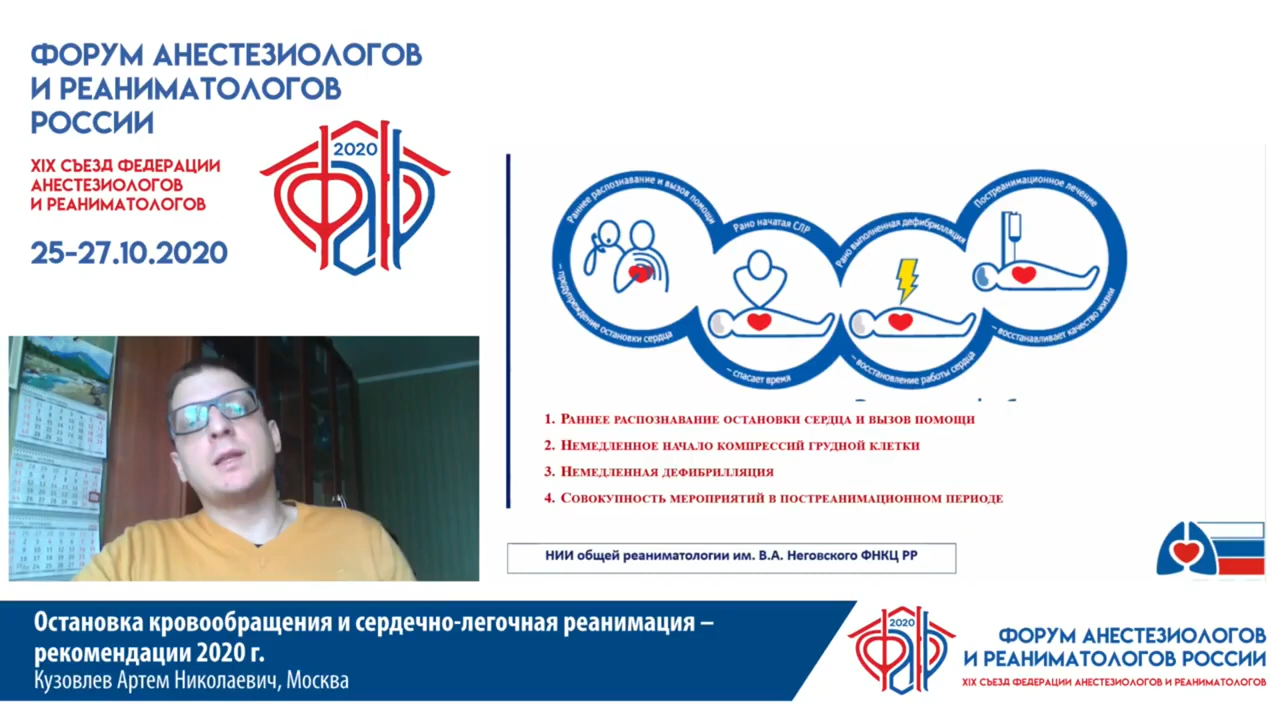 ФОРУМ АНЕСТЕЗИОЛОГОВ
И РЕАНИМАТОЛОГОВ
РОССИИ
XIX СЪЕЗД ФЕДЕРАЦИИ
АНЕСТЕЗИОЛОГОВ
И РЕАНИМАТОЛОГОВ
25-27.10.2020
2020
Раннее распознавание и вызов помощи
– предупреждение остановки сердца
Рано начатая СЛР
– спасает время
Рано выполненная дефибрилляция
– восстановление работы сердца
Постреанимационное лечение
– восстанавливает качество жизни
1. Раннее распознавание остановки сердца и вызов помощи
2. Немедленное начало компрессий грудной клетки
3. Немедленная дефибрилляция
4. Совокупность мероприятий в постреанимационном периоде
НИИ общей реаниматологии им. В.А. Неговского ФНКЦ РР
Остановка кровообращения и сердечно-легочная реанимация –
рекомендации 2020 г.
Кузовлев Артем Николаевич, Москва
2020
ФОРУМ АНЕСТЕЗИОЛОГОВ
И РЕАНИМАТОЛОГОВ РОССИИ
XIX СЪЕЗД ФЕДЕРАЦИИ АНЕСТЕЗИОЛОГОВ И РЕАНИМАТОЛОГОВ